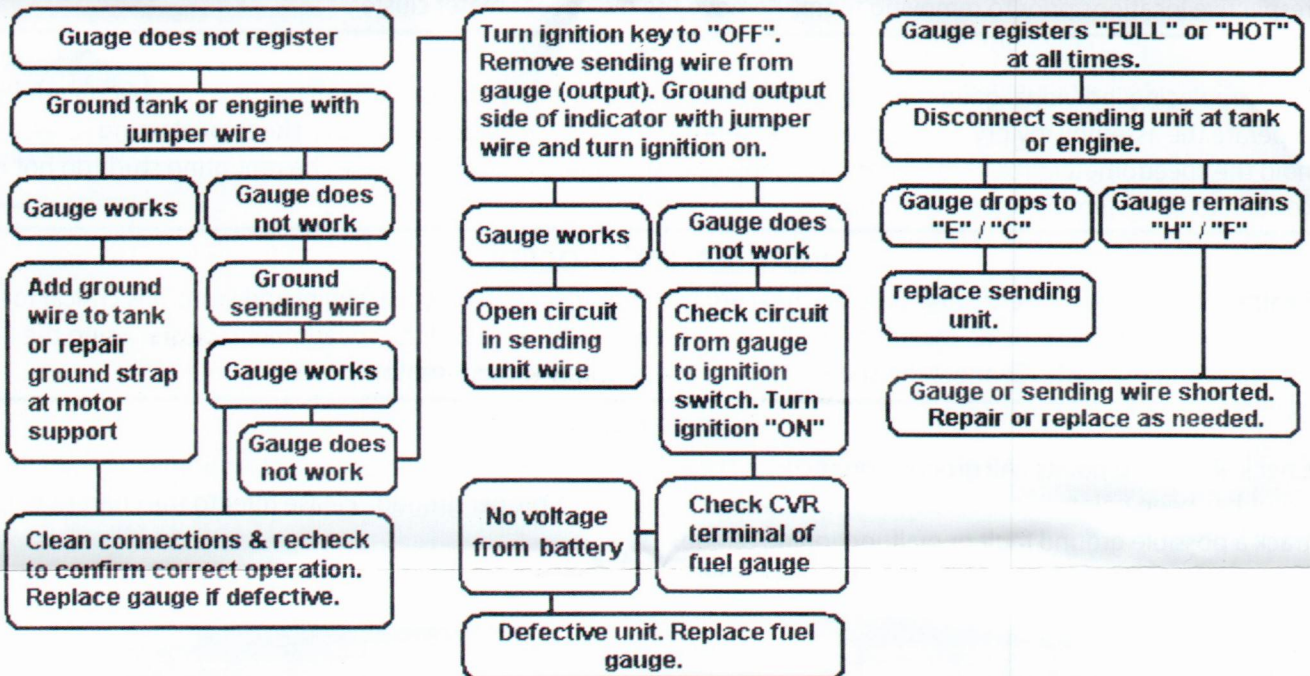 Guage does not register
Ground tank or engine with
jumper wire
Gauge works
Gauge does
not work
Add ground
wire to tank
or repair
ground strap
at motor
support
Ground
sending wire
Gauge works
Gauge does
not work
Clean connections & recheck
to confirm correct operation.
Replace gauge if defective.
Turn ignition key to "OFF".
Remove sending wire from
gauge (output). Ground output
side of indicator with jumper
wire and turn ignition on.
Gauge works
Gauge does
not work
Open circuit
in sending
unit wire
Check circuit
from gauge
to ignition
switch. Turn
ignition "ON"
No voltage
from battery
Check CVR
terminal of
fuel gauge
Defective unit. Replace fuel
gauge.
Gauge registers "FULL" or "HOT"
at all times.
Disconnect sending unit at tank
or engine.
Gauge drops to
"E" / "C"
Gauge remains
"H" / "F"
replace sending
unit.
Gauge or sending wire shorted.
Repair or replace as needed.